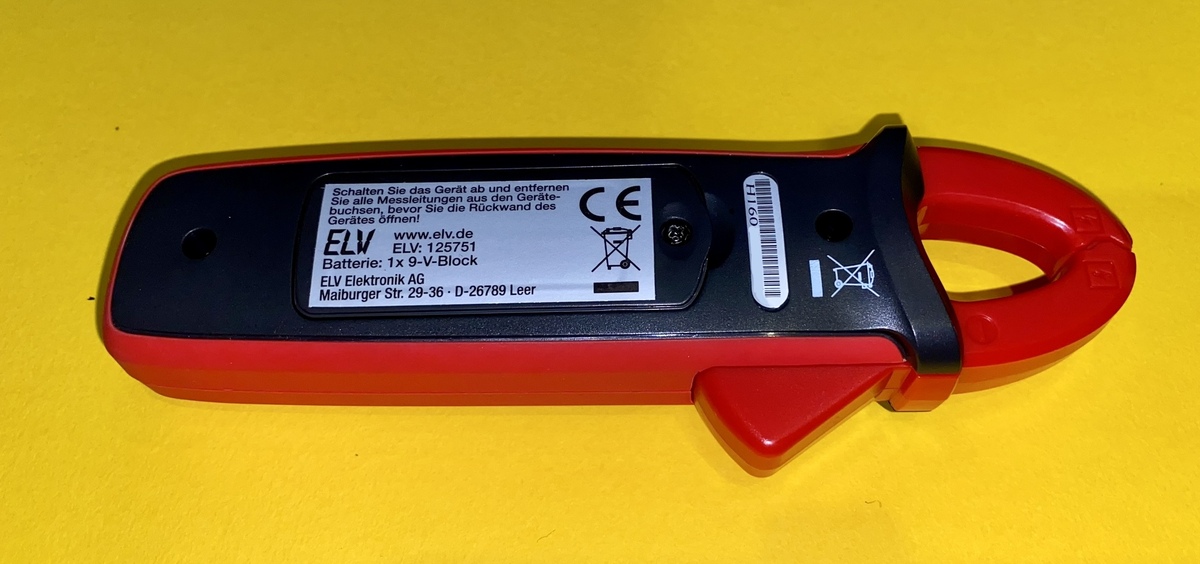 Schalten Sie das Gerät ab und entfernen
Sie alle Messleitungen aus den Geräte-
buchsen, bevor Sie die Rückwand des
Gerätes öffnen!
CE
ELV
www.elv.de
ELV: 125751
Batterie: 1x 9-V-Block
ELV Elektronik AG
Maiburger Str. 29-36 · D-26789 Leer
H160